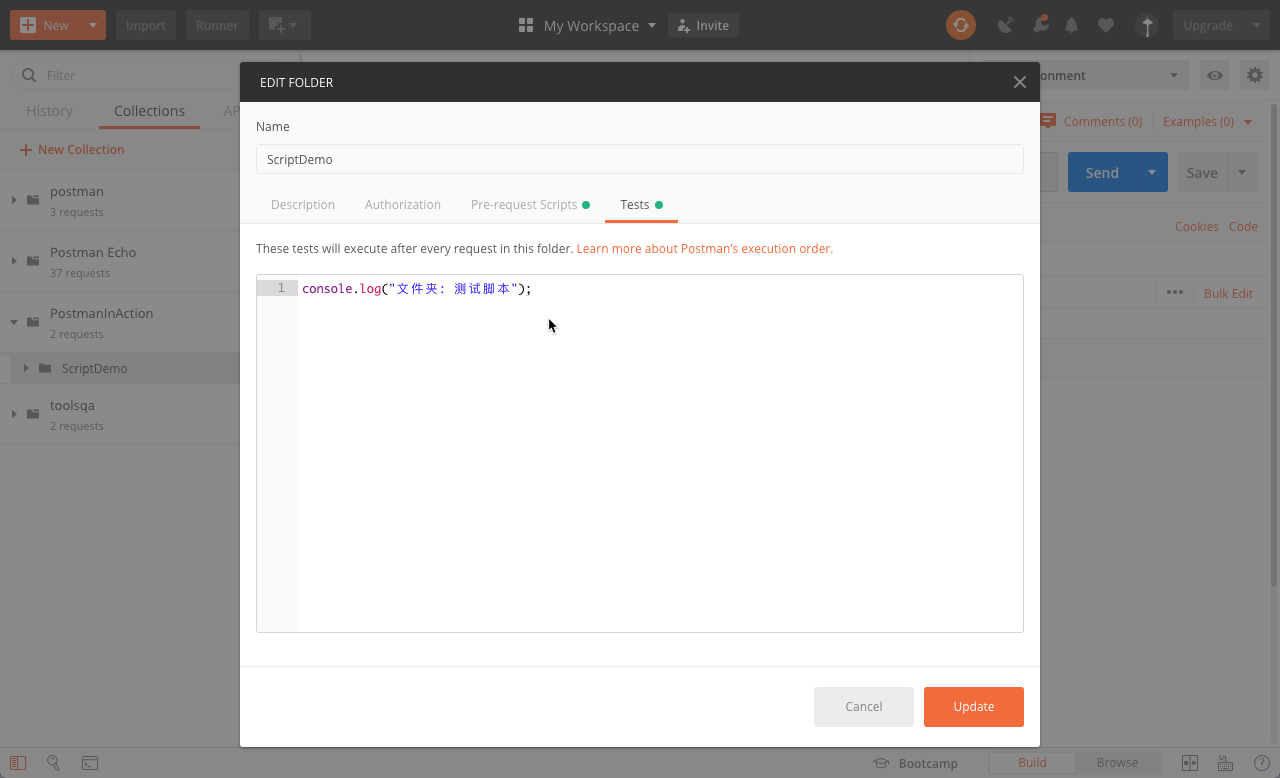 New
Import
Runner
My Workspace
Invite
Upgrade
Filter
History
Collections
AP
New Collection
postman
3 requests
Postman Echo
37 requests
PostmanInAction
2 requests
ScriptDemo
toolsqa
2 requests
EDIT FOLDER
Name
ScriptDemo
Description
Authorization
Pre-request Scripts
Tests
These tests will execute after every request in this folder. Learn more about Postman's execution order.
1
console.log("文件夹: 测试脚本");
Cancel
Update
onment
Comments (0)
Examples (0)
Send
Save
Cookies
Code
Bulk Edit
Bootcamp
Build
Browse